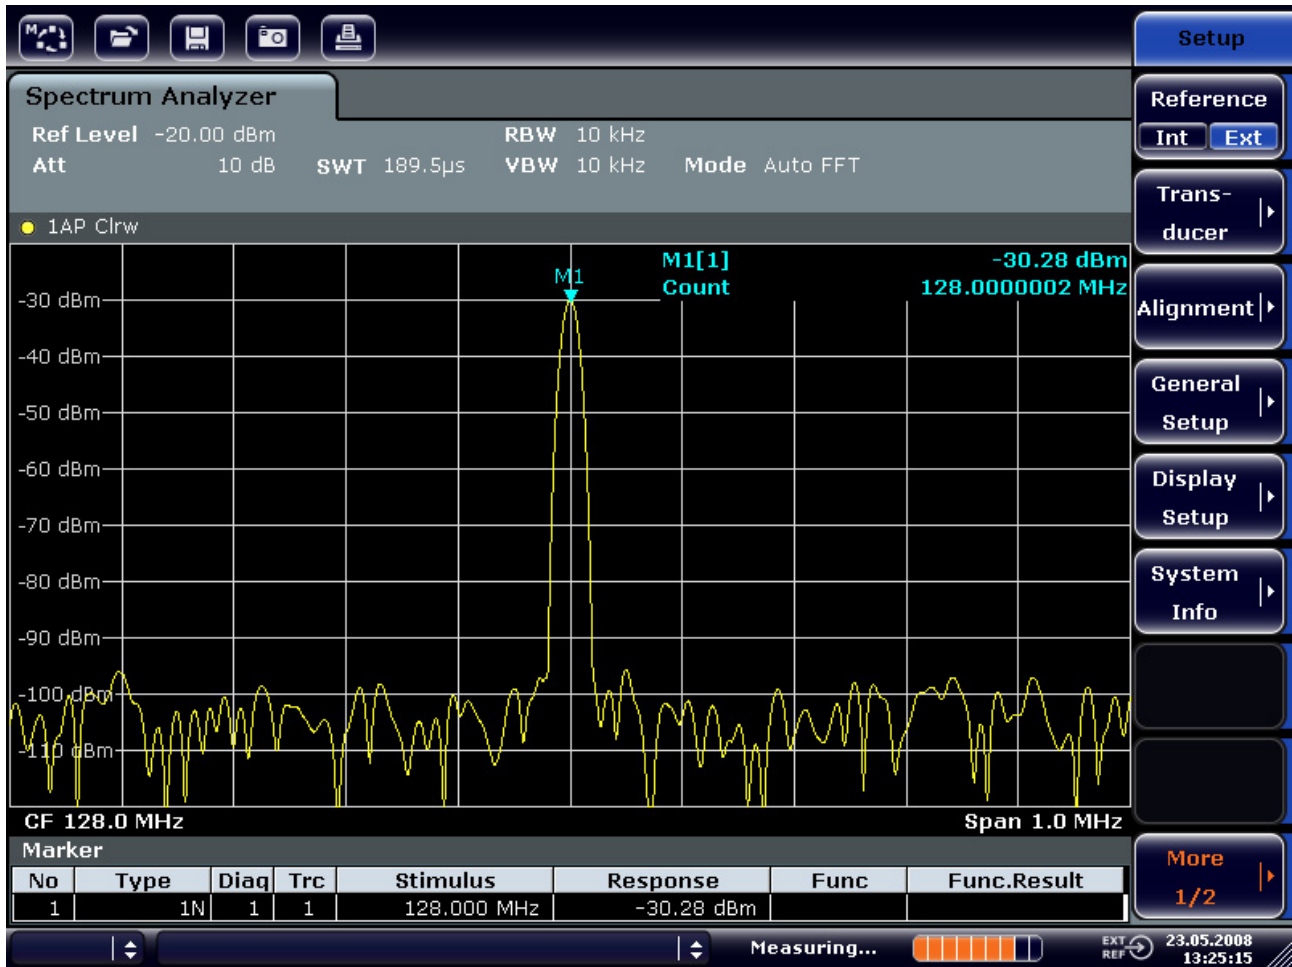 M
Setup
Spectrum Analyzer
Ref Level -20.00 dBm RBW 10 kHz
Att 10 dB SWT 189.5µs VBW 10 kHz Mode Auto FFT
1AP Clrw
M1[1] -30.28 dBm
Count 128.0000002 MHz
M1
-30 dBm
-40 dBm
-50 dBm
-60 dBm
-70 dBm
-80 dBm
-90 dBm
-100 dBm
-110 dBm
CF 128.0 MHz Span 1.0 MHz
Marker
No Type Diaq Trc Stimulus Response Func Func.Result
1 1N 1 1 128.000 MHz -30.28 dBm
Measuring...
EXT
REF
23.05.2008
13:25:15
Reference
Int Ext
Trans-
ducer
Alignment
General
Setup
Display
Setup
System
Info
More
1/2